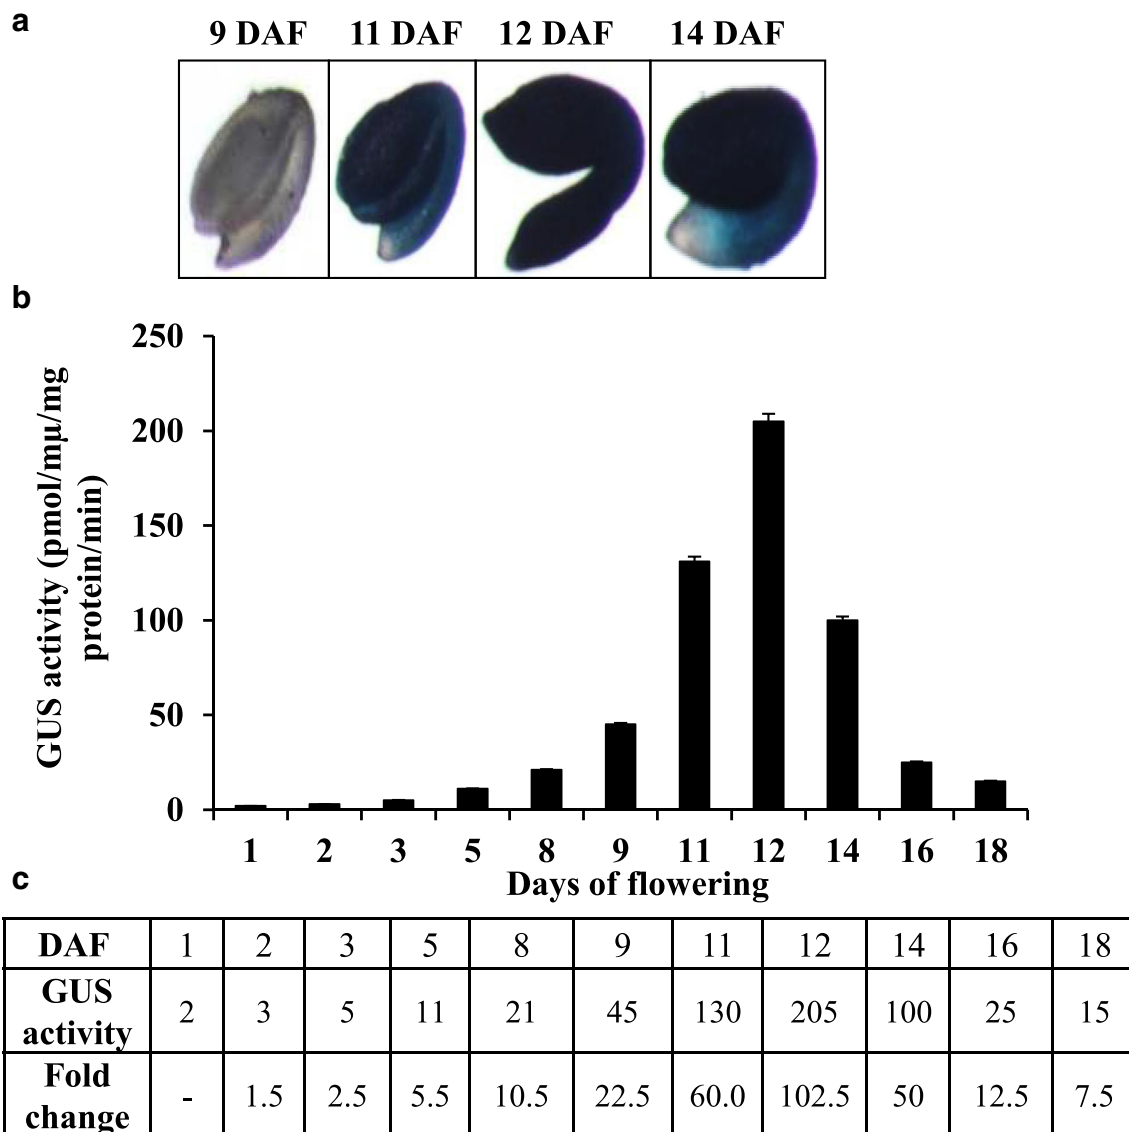 a
9 DAF 11 DAF 12 DAF 14 DAF
b
250
200
150
100
50
0
GUS activity (pmol/mµ/mg
protein/min)
1 2 3 5 8 9 11 12 14 16 18
Days of flowering
c
DAF 1 2 3 5 8 9 11 12 14 16 18
GUS
activity 2 3 5 11 21 45 130 205 100 25 15
Fold
change - 1.5 2.5 5.5 10.5 22.5 60.0 102.5 50 12.5 7.5